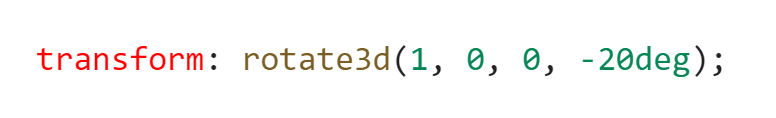 transform: rotate3d(1, 0, 0, -20deg);